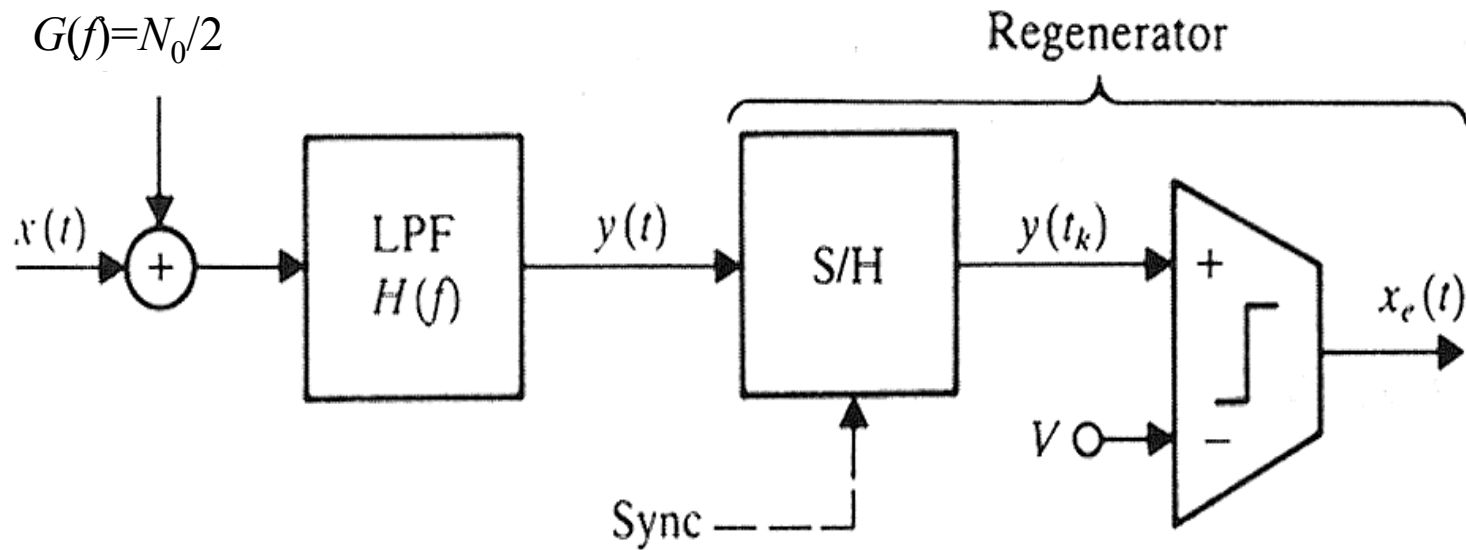 G(f)=N₀/2
Regenerator
x(t)
+
LPF
H(f)
y(t)
S/H
y(tₖ)
+
xₑ(t)
V
−
Sync